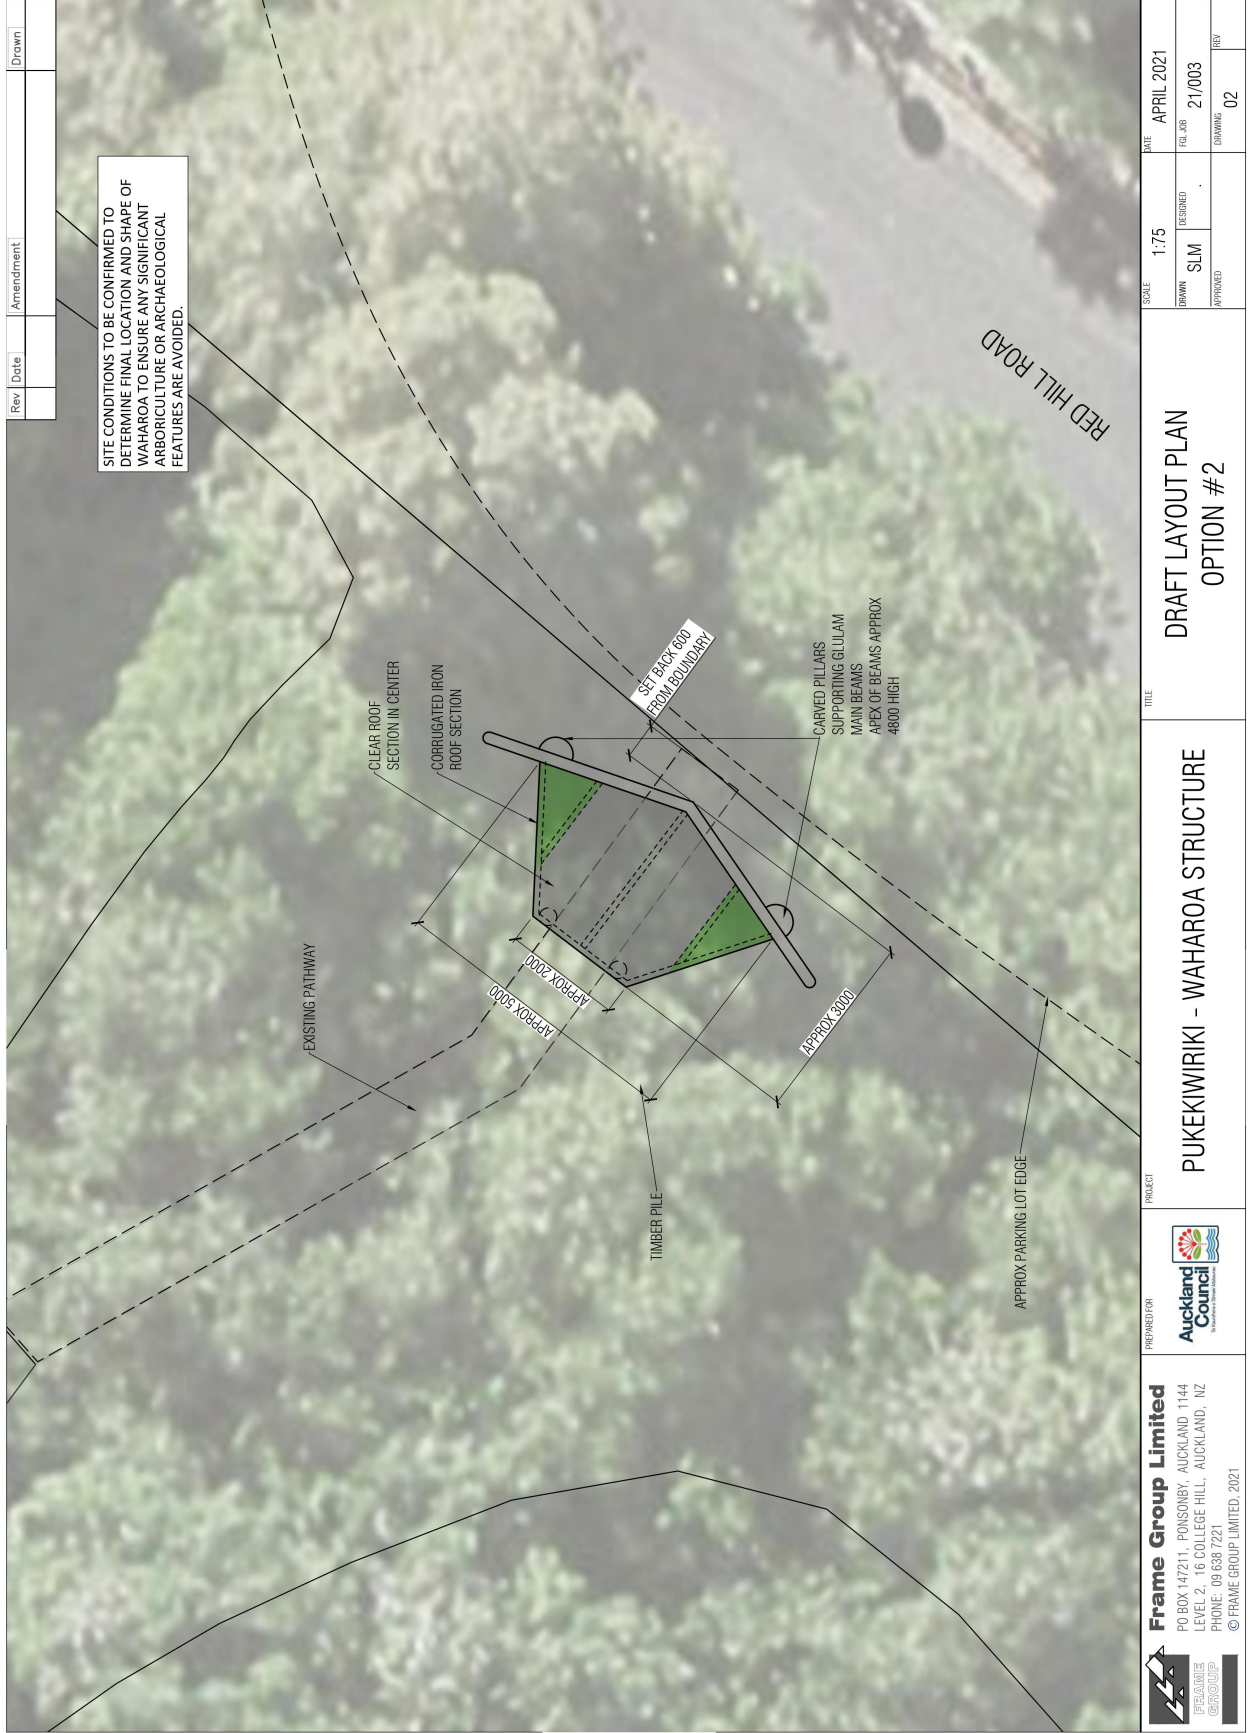 Rev Date Amendment Drawn
SITE CONDITIONS TO BE CONFIRMED TO
DETERMINE FINAL LOCATION AND SHAPE OF
WAHAROA TO ENSURE ANY SIGNIFICANT
ARBORICULTURE OR ARCHAEOLOGICAL
FEATURES ARE AVOIDED.
EXISTING PATHWAY
CLEAR ROOF
SECTION IN CENTER
CORRUGATED IRON
ROOF SECTION
APPROX 5000
APPROX 2000
SET BACK 600
FROM BOUNDARY
CARVED PILLARS
SUPPORTING GLULAM
MAIN BEAMS
APEX OF BEAMS APPROX
4800 HIGH
APPROX 3000
TIMBER PILE
APPROX PARKING LOT EDGE
RED HILL ROAD
FRAME
GROUP
Frame Group Limited
PO BOX 147211, PONSONBY, AUCKLAND 1144
LEVEL 2, 16 COLLEGE HILL, AUCKLAND, NZ
PHONE: 09 638 7221
© FRAME GROUP LIMITED, 2021
PREPARED FOR
Auckland
Council
PROJECT
PUKEKIWIRIKI - WAHAROA STRUCTURE
TITLE
DRAFT LAYOUT PLAN
OPTION #2
SCALE
1:75
DATE
APRIL 2021
DRAWN
SLM
DESIGNED
.
FGL JOB
21/003
APPROVED
DRAWING
02
REV